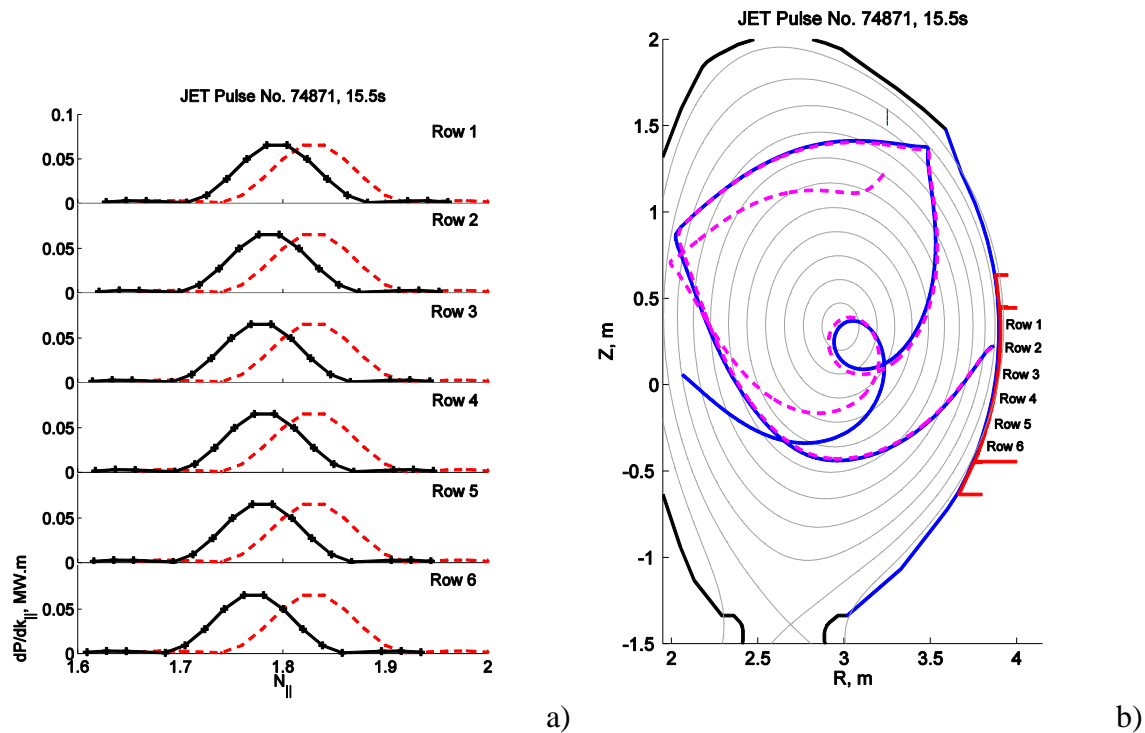 JET Pulse No. 74871, 15.5s
0.1
Row 1
0.05
0
Row 2
0.05
0
Row 3
0.05
0
Row 4
0.05
0
Row 5
0.05
0
Row 6
0.05
0
1.6 1.7 1.8 1.9 2
N||
dP/dk||, MW.m
a)
JET Pulse No. 74871, 15.5s
2
1.5
1
0.5
0
-0.5
-1
-1.5
Z, m
Row 1
Row 2
Row 3
Row 4
Row 5
Row 6
2 2.5 3 3.5 4
R, m
b)